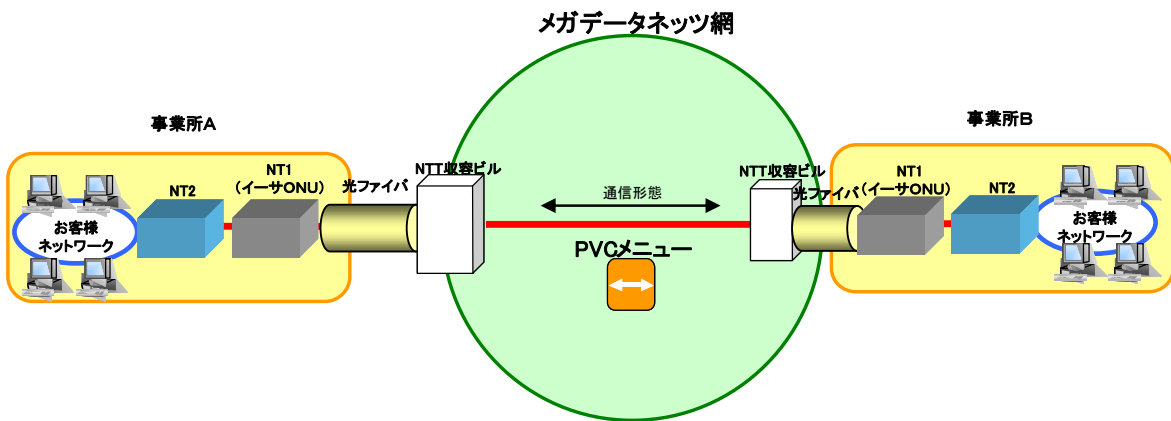 メガデータネッツ網
事業所A
事業所B
NTT収容ビル
NTT収容ビル
NT1
(イーサONU)
光ファイバ
NT2
通信形態
光ファイバ
NT1
(イーサONU)
NT2
お客様
ネットワーク
お客様
ネットワーク
PVCメニュー